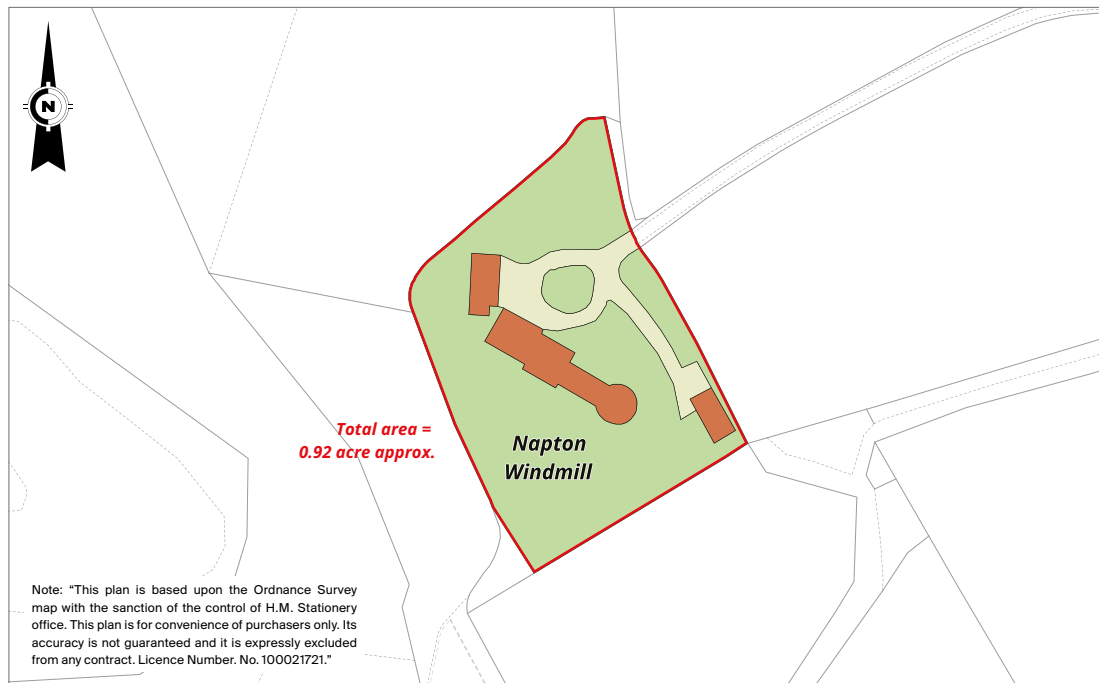 N
Total area =
0.92 acre approx.
Napton
Windmill
Note: “This plan is based upon the Ordnance Survey
map with the sanction of the control of H.M. Stationery
office. This plan is for convenience of purchasers only. Its
accuracy is not guaranteed and it is expressly excluded
from any contract. Licence Number. No. 100021721.”